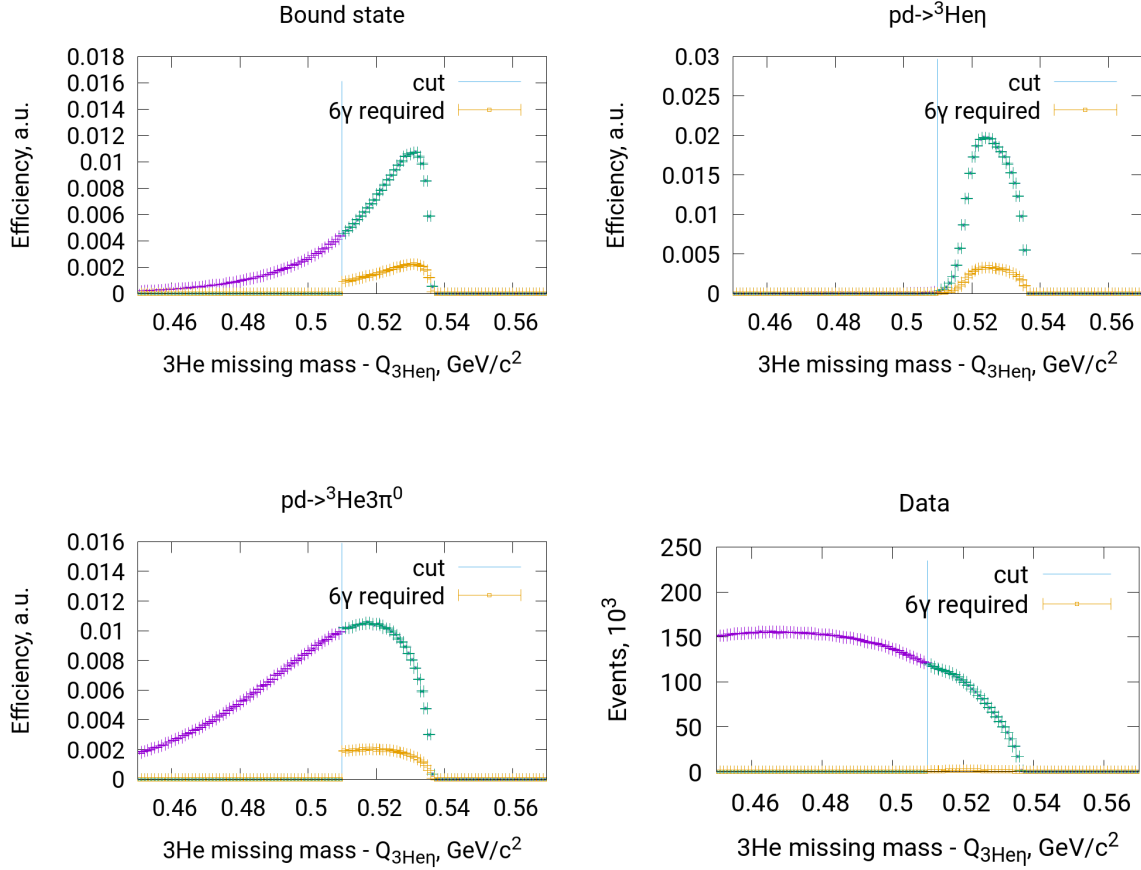 Bound state
0.018
0.016
0.014
0.012
0.01
0.008
0.006
0.004
0.002
0
Efficiency, a.u.
cut
6γ required
0.46 0.48 0.5 0.52 0.54 0.56
3He missing mass - Q3Heη, GeV/c²
pd->³Heη
0.03
0.025
0.02
0.015
0.01
0.005
0
Efficiency, a.u.
cut
6γ required
0.46 0.48 0.5 0.52 0.54 0.56
3He missing mass - Q3Heη, GeV/c²
pd->³He3π⁰
0.016
0.014
0.012
0.01
0.008
0.006
0.004
0.002
0
Efficiency, a.u.
cut
6γ required
0.46 0.48 0.5 0.52 0.54 0.56
3He missing mass - Q3Heη, GeV/c²
Data
250
200
150
100
50
0
Events, 10³
cut
6γ required
0.46 0.48 0.5 0.52 0.54 0.56
3He missing mass - Q3Heη, GeV/c²